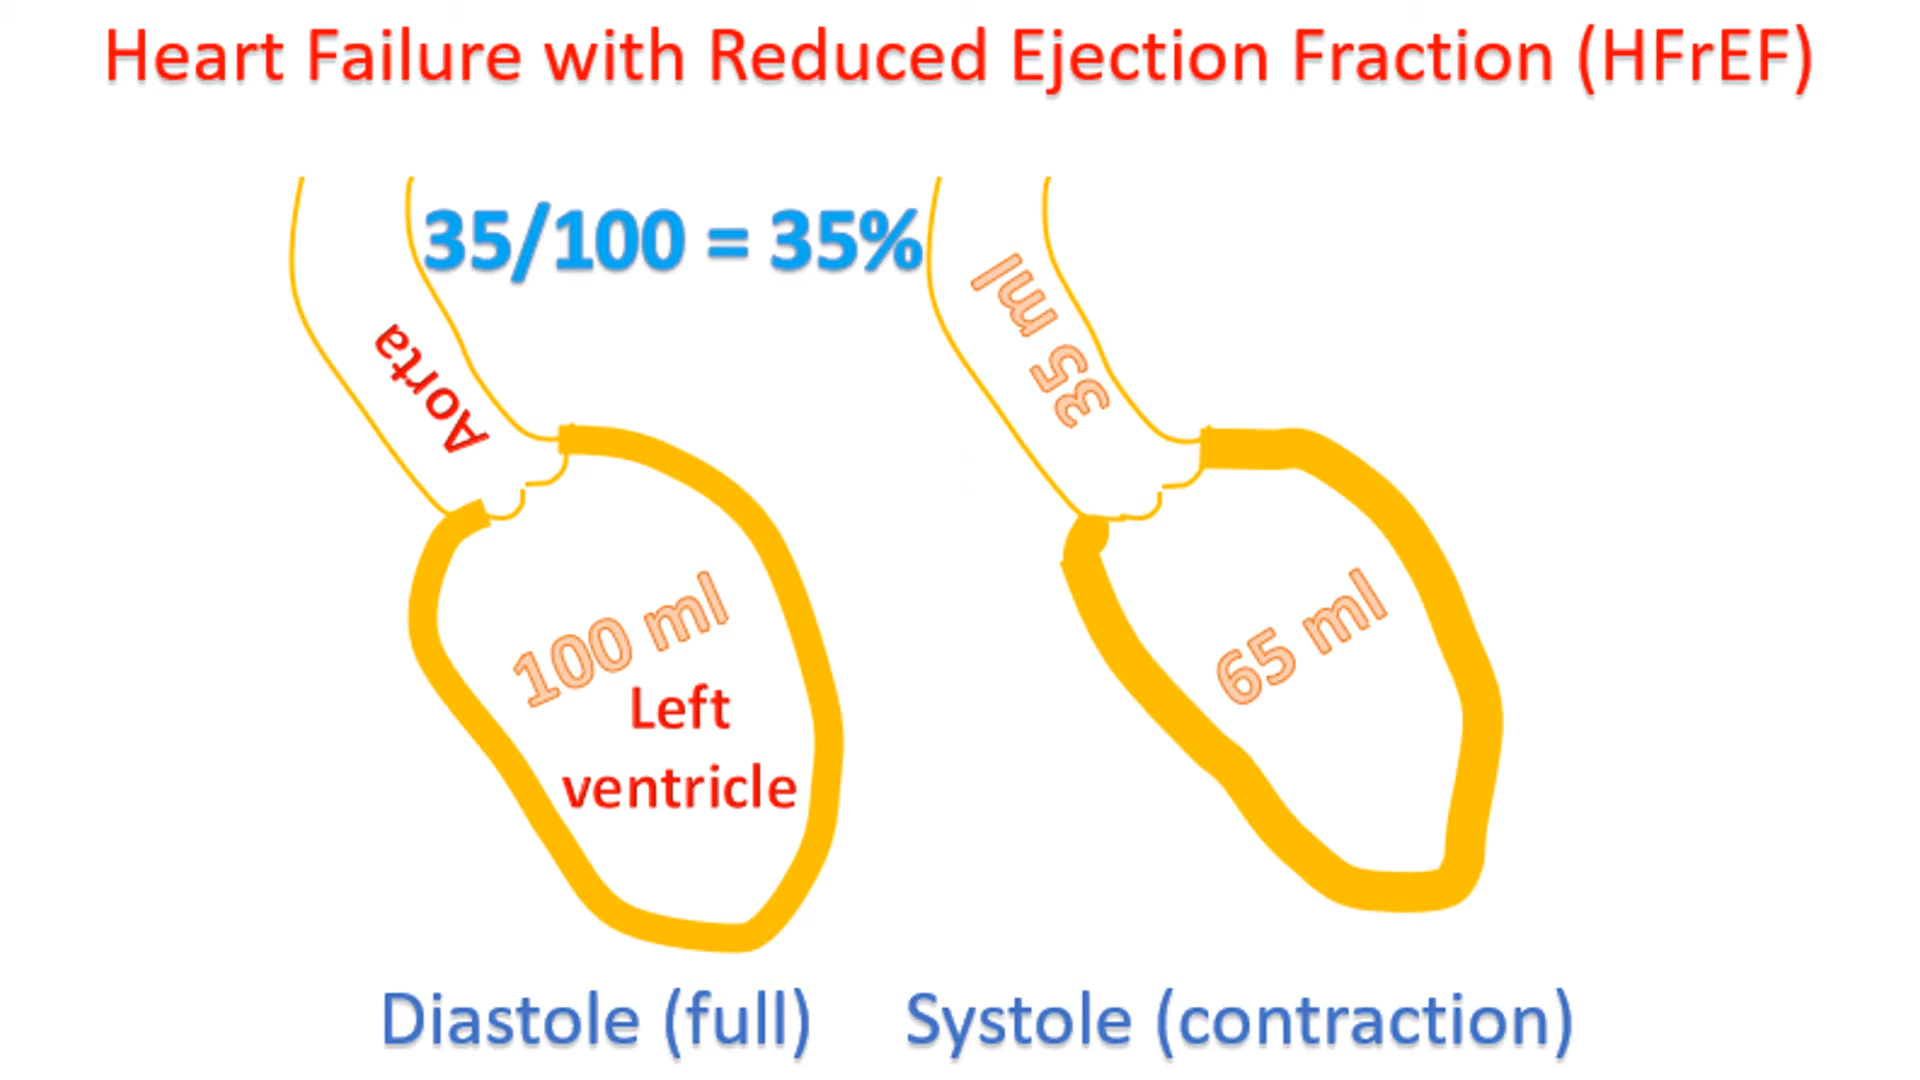 Heart Failure with Reduced Ejection Fraction (HFrEF)
35/100 = 35%
Aorta
35 ml
100 ml
Left
ventricle
65 ml
Diastole (full)
Systole (contraction)